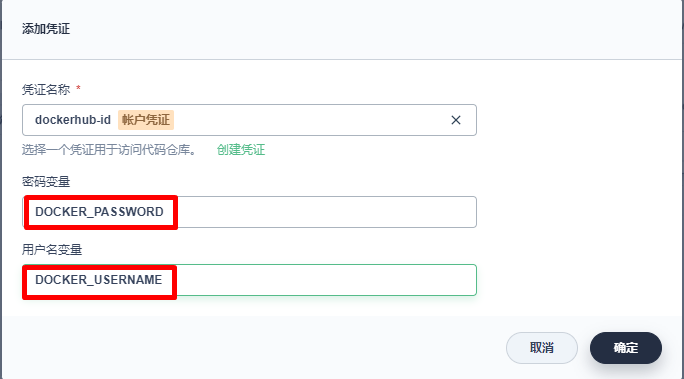 添加凭证
凭证名称 *
dockerhub-id 帐户凭证
选择一个凭证用于访问代码仓库。 创建凭证
密码变量
DOCKER_PASSWORD
用户名变量
DOCKER_USERNAME
取消 确定